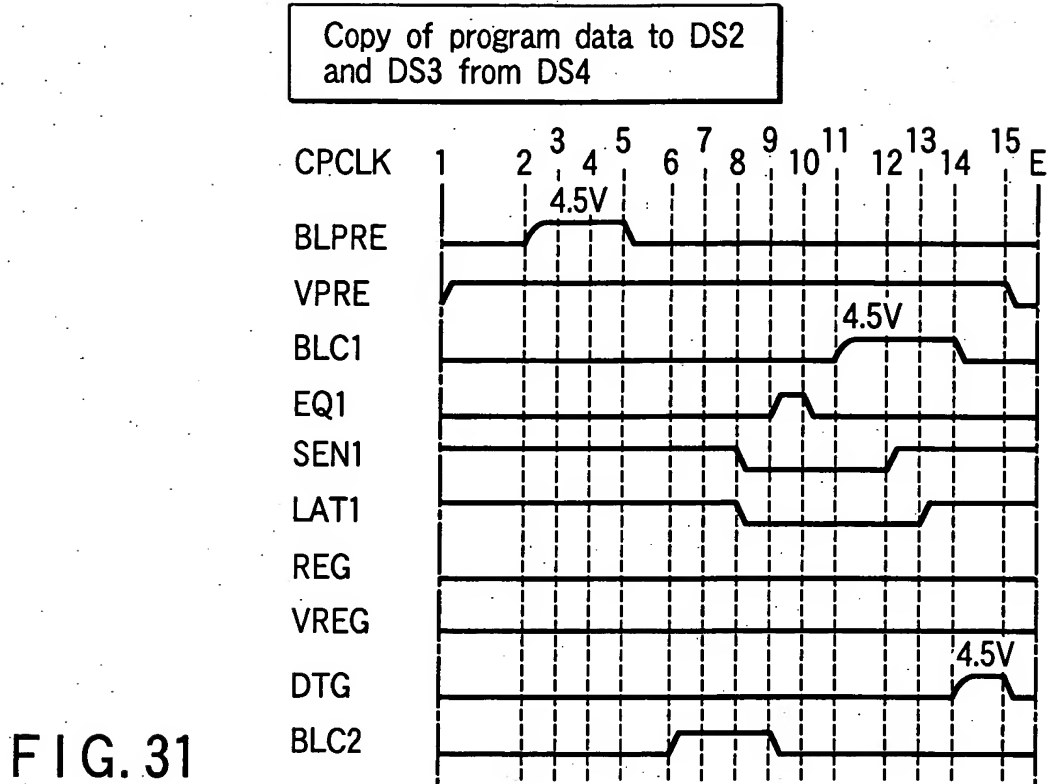 Copy of program data to DS2
and DS3 from DS4
CPCLK 1 2 3 4 5 6 7 8 9 10 11 12 13 14 15 E
4.5V
BLPRE
VPRE
4.5V
BLC1
EQ1
SEN1
LAT1
REG
VREG
4.5V
DTG
BLC2
FIG.31